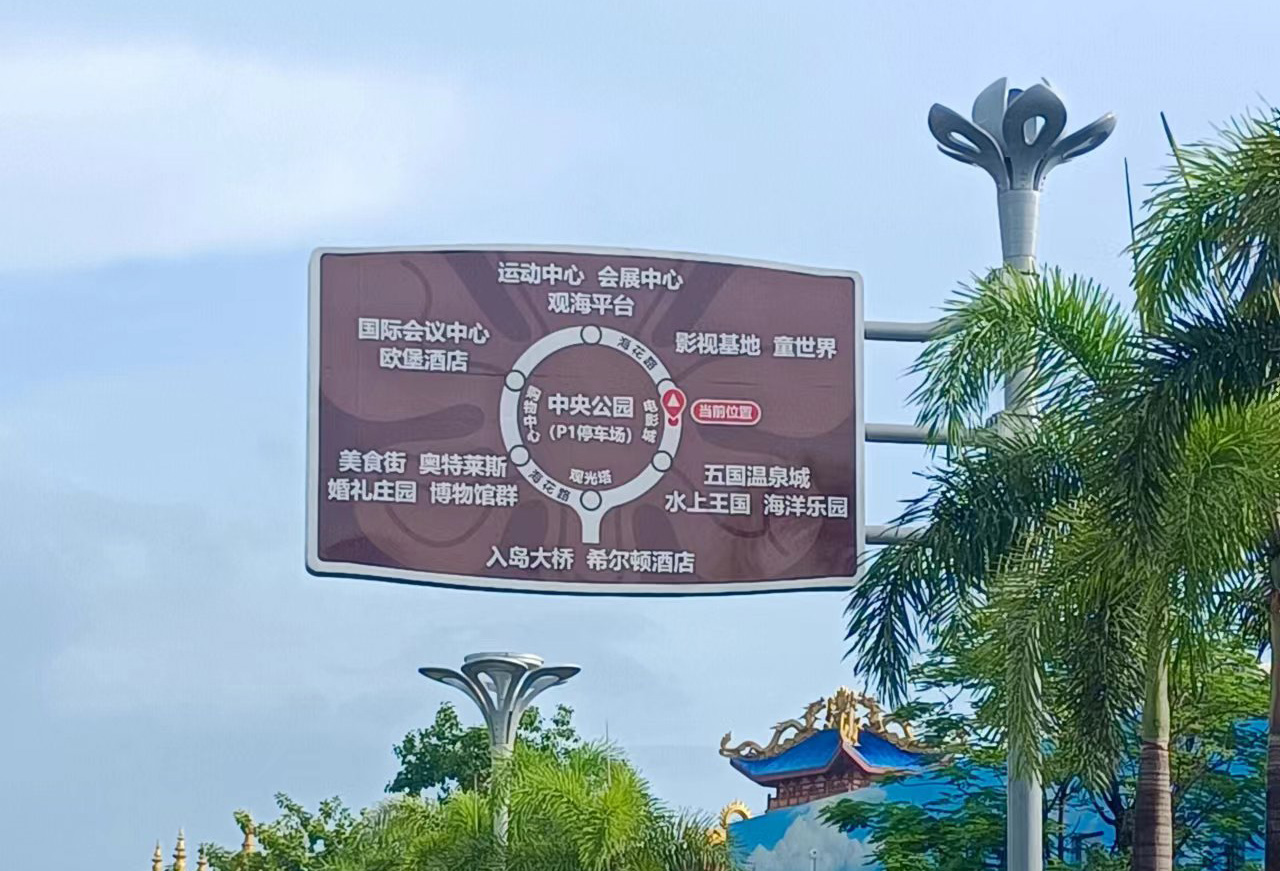 运动中心 会展中心
观海平台
国际会议中心
欧堡酒店
影视基地 童世界
海花路
购物中心
中央公园
(P1停车场)
电影城
当前位置
美食街 奥特莱斯
婚礼庄园 博物馆群
海花路
观光塔
五国温泉城
水上王国 海洋乐园
入岛大桥 希尔顿酒店